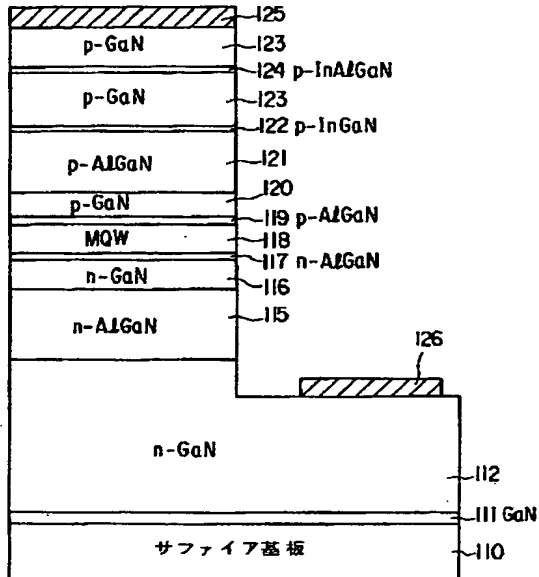 125
p-GaN 123
124 p-InAlGaN
p-GaN 123
122 p-InGaN
p-AlGaN 121
p-GaN 120
119 p-AlGaN
MQW 118
117 n-AlGaN
n-GaN 116
n-AlGaN 115
126
n-GaN 112
111 GaN
サファイア基板 110